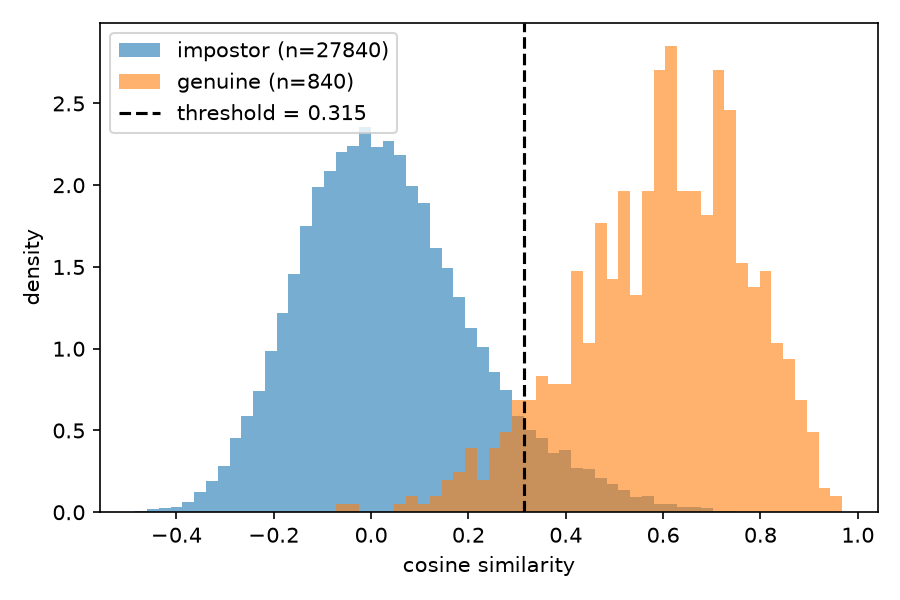 impostor (n=27840)
genuine (n=840)
threshold = 0.315
density
2.5
2.0
1.5
1.0
0.5
0.0
−0.4 −0.2 0.0 0.2 0.4 0.6 0.8 1.0
cosine similarity